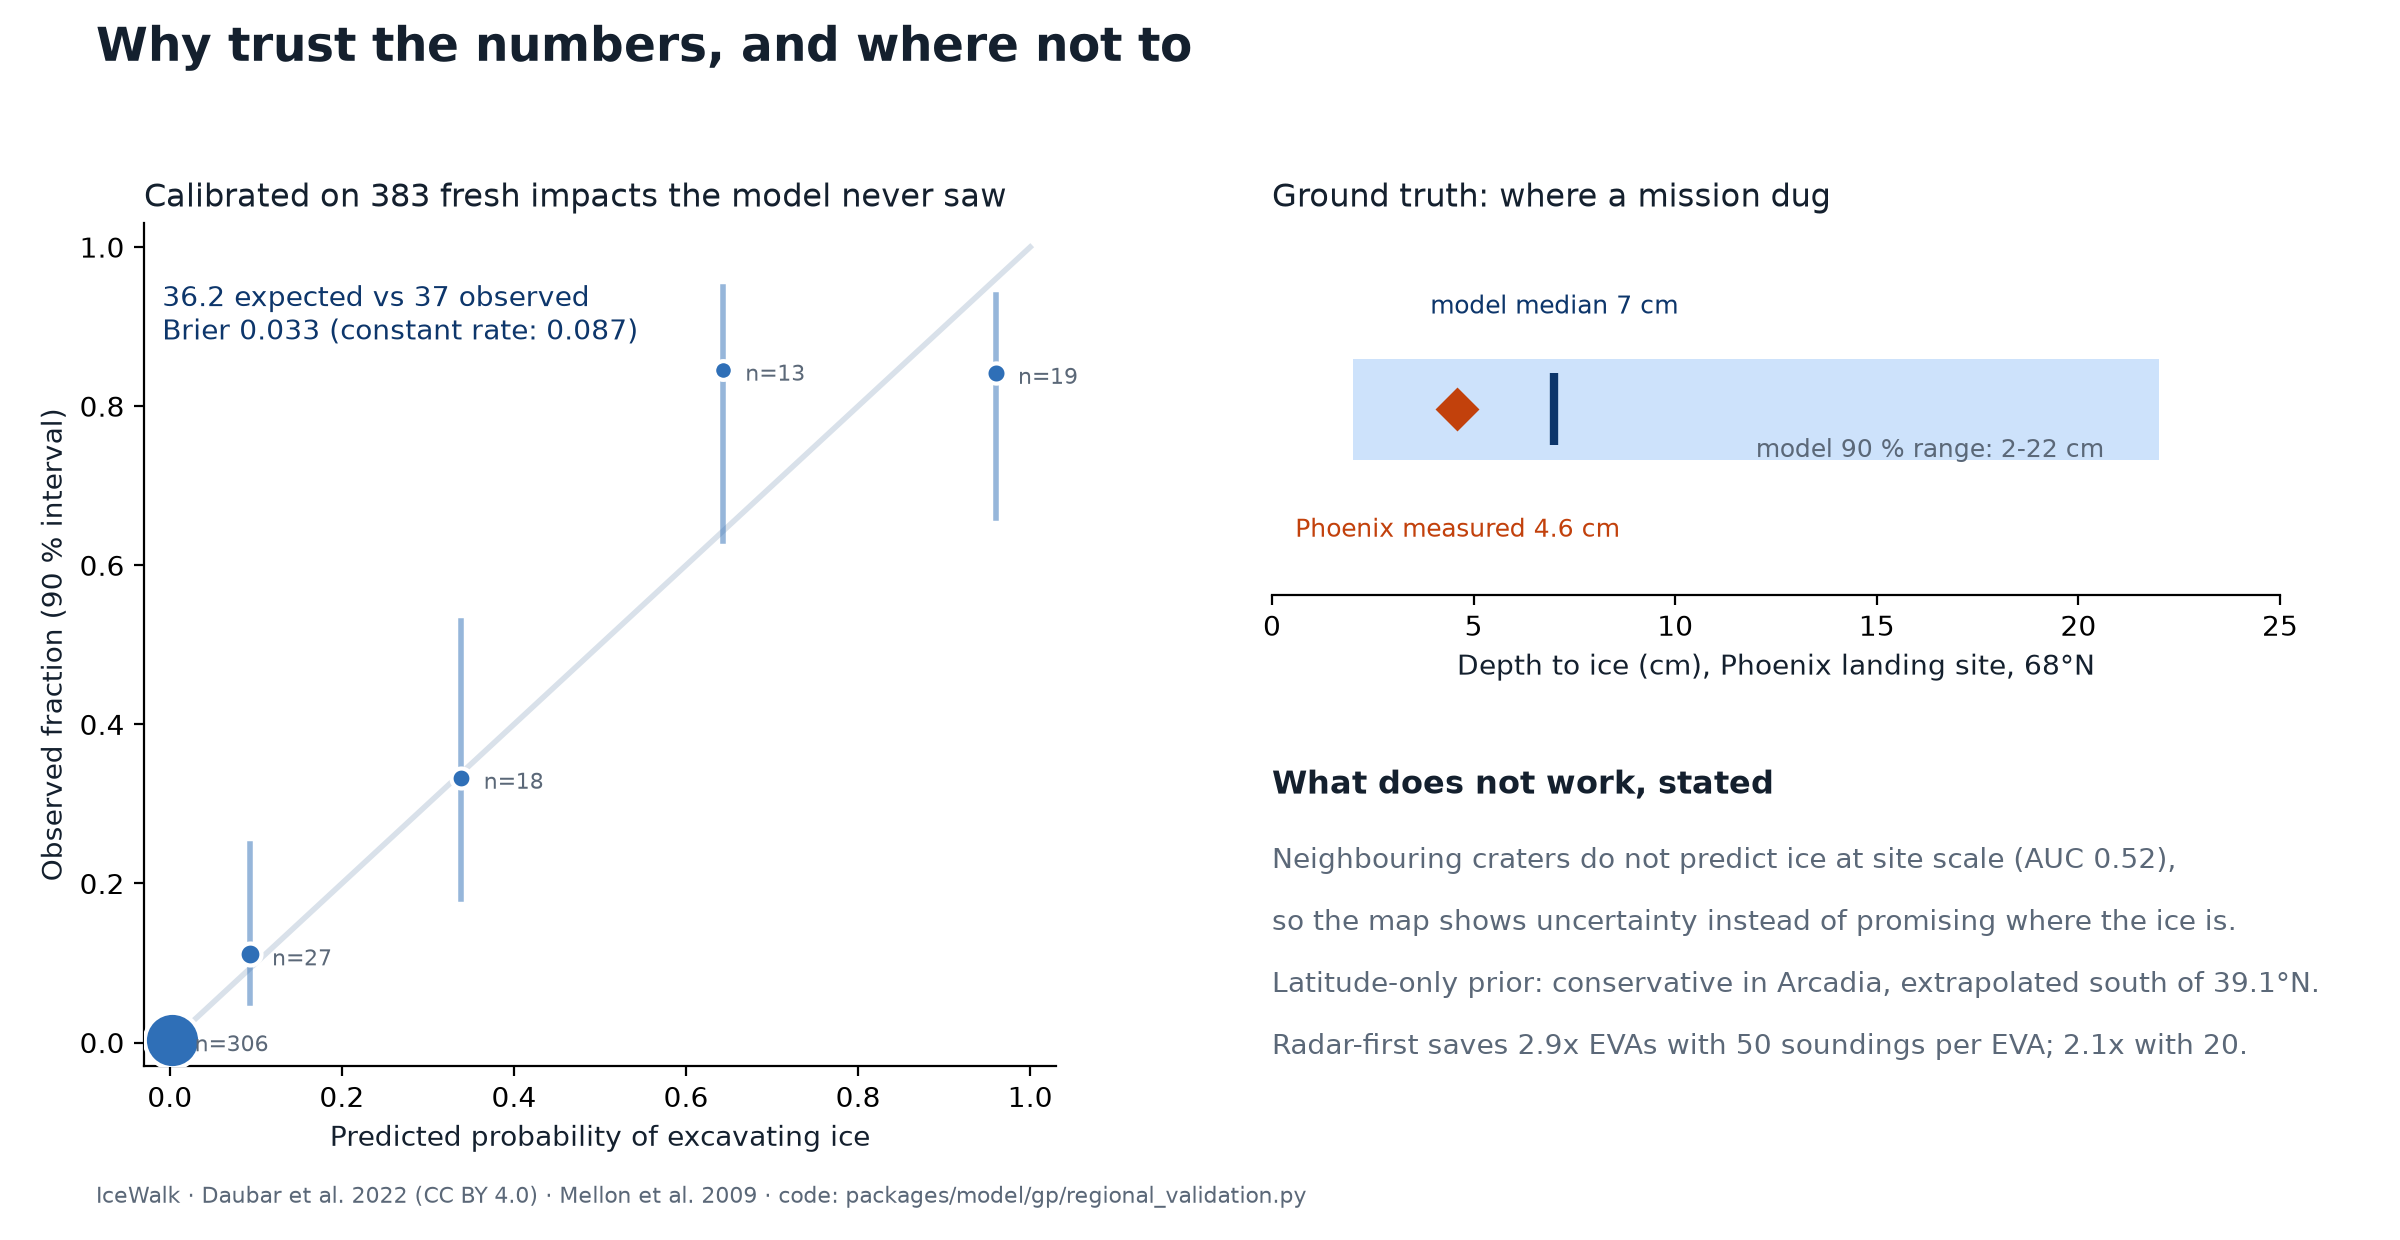 Why trust the numbers, and where not to
Calibrated on 383 fresh impacts the model never saw
Observed fraction (90 % interval)
1.0
0.8
0.6
0.4
0.2
0.0
36.2 expected vs 37 observed
Brier 0.033 (constant rate: 0.087)
n=13
n=19
n=18
n=27
n=306
0.0 0.2 0.4 0.6 0.8 1.0
Predicted probability of excavating ice
Ground truth: where a mission dug
model median 7 cm
model 90 % range: 2-22 cm
Phoenix measured 4.6 cm
0 5 10 15 20 25
Depth to ice (cm), Phoenix landing site, 68°N
What does not work, stated
Neighbouring craters do not predict ice at site scale (AUC 0.52),
so the map shows uncertainty instead of promising where the ice is.
Latitude-only prior: conservative in Arcadia, extrapolated south of 39.1°N.
Radar-first saves 2.9x EVAs with 50 soundings per EVA; 2.1x with 20.
IceWalk · Daubar et al. 2022 (CC BY 4.0) · Mellon et al. 2009 · code: packages/model/gp/regional_validation.py